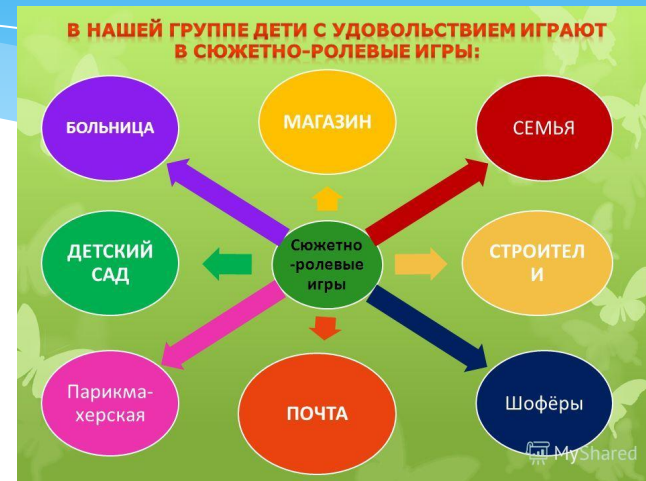 В НАШЕЙ ГРУППЕ ДЕТИ С УДОВОЛЬСТВИЕМ ИГРАЮТ
В СЮЖЕТНО-РОЛЕВЫЕ ИГРЫ:
БОЛЬНИЦА
МАГАЗИН
СЕМЬЯ
ДЕТСКИЙ
САД
Сюжетно
-ролевые
игры
СТРОИТЕЛ
И
Парикма-
херская
ПОЧТА
Шофёры
MyShared